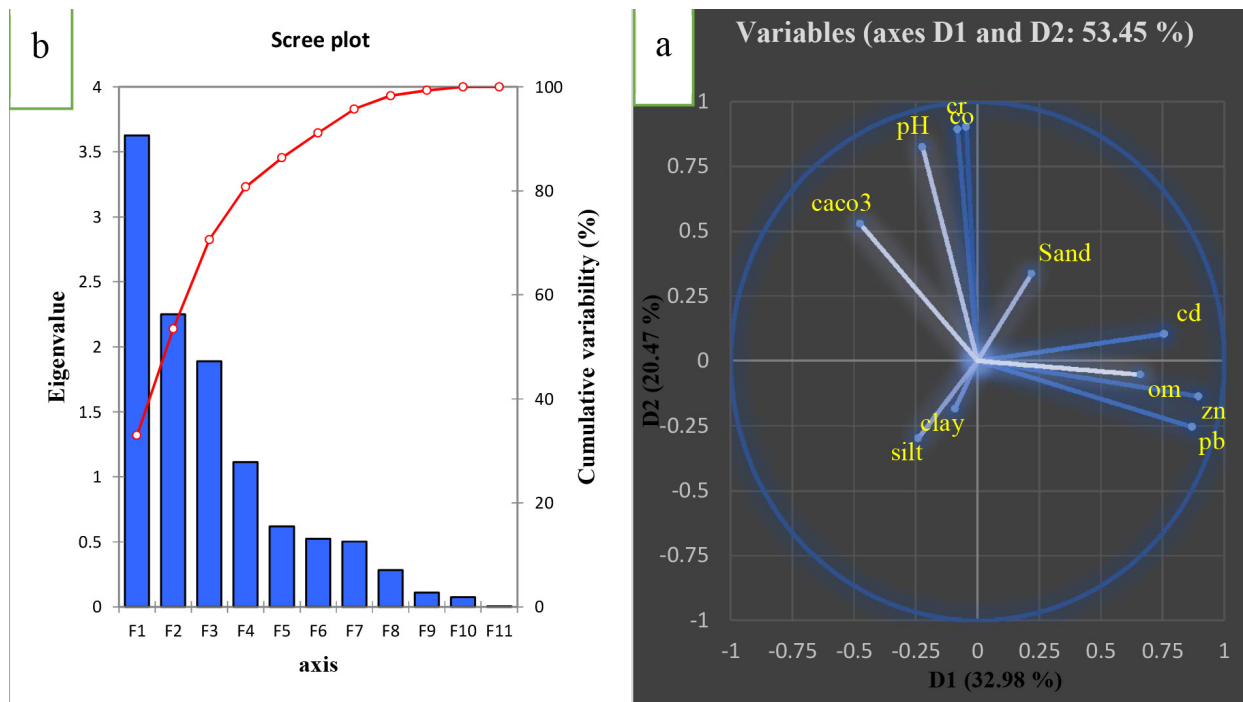 b
Scree plot
Eigenvalue
4
3.5
3
2.5
2
1.5
1
0.5
0
100
80
60
40
20
0
Cumulative variability (%)
F1 F2 F3 F4 F5 F6 F7 F8 F9 F10 F11
axis
a
Variables (axes D1 and D2: 53.45 %)
D2 (20.47 %)
1
0.75
0.5
0.25
0
-0.25
-0.5
-0.75
-1
cr
co
pH
caco3
Sand
cd
om
zn
pb
clay
silt
-1 -0.75 -0.5 -0.25 0 0.25 0.5 0.75 1
D1 (32.98 %)